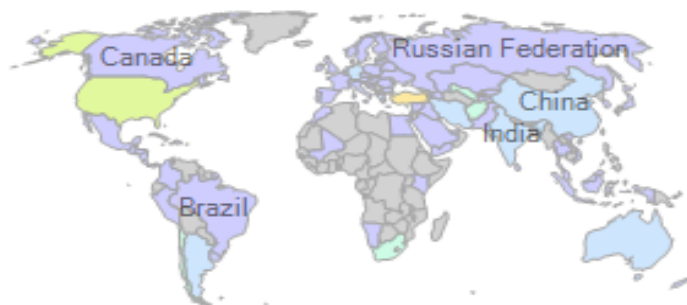 Canada
Russian Federation
China
India
Brazil